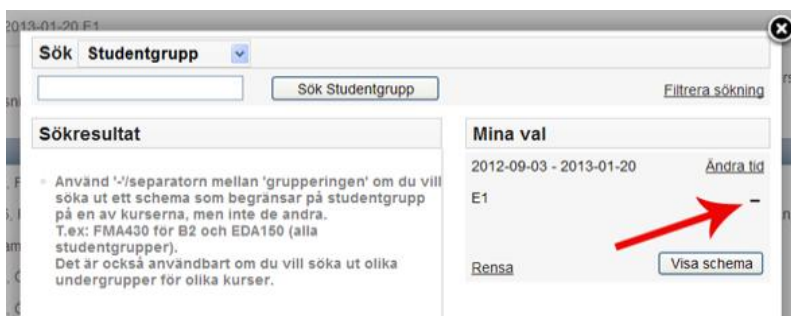 2013-01-20 E1
Sök Studentgrupp
Sök Studentgrupp
Filtrera sökning
Sökresultat
Använd '-'/separatorn mellan 'grupperingen' om du vill
söka ut ett schema som begränsar på studentgrupp
på en av kurserna, men inte de andra.
T.ex: FMA430 för B2 och EDA150 (alla
studentgrupper).
Det är också användbart om du vill söka ut olika
undergrupper för olika kurser.
Mina val
2012-09-03 - 2013-01-20 Ändra tid
E1 –
Rensa Visa schema